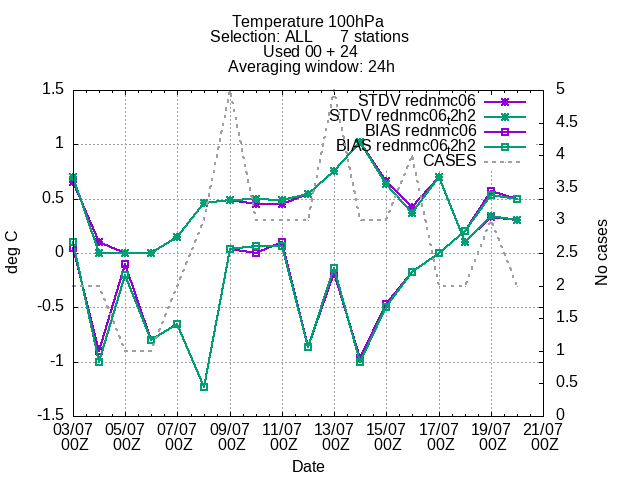 Temperature 100hPa
Selection: ALL 7 stations
Used 00 + 24
Averaging window: 24h
STDV rednmc06
STDV rednmc06t2h2
BIAS rednmc06
BIAS rednmc06t2h2
CASES
deg C
1.5
1
0.5
0
-0.5
-1
-1.5
5
4.5
4
3.5
3
2.5
2
1.5
1
0.5
0
No cases
03/07 05/07 07/07 09/07 11/07 13/07 15/07 17/07 19/07 21/07
00Z 00Z 00Z 00Z 00Z 00Z 00Z 00Z 00Z 00Z
Date